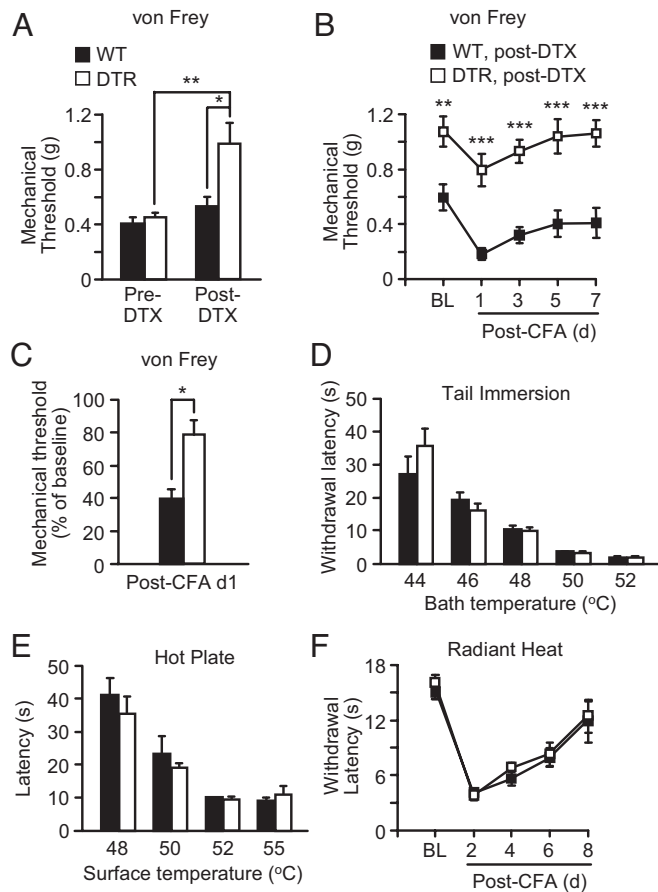 A
von Frey
WT
DTR
**
*
Mechanical
Threshold (g)
1.2
0.8
0.4
0
Pre-
DTX
Post-
DTX
B
von Frey
WT, post-DTX
DTR, post-DTX
** *** *** *** ***
Mechanical
Threshold (g)
1.2
0.8
0.4
0
BL 1 3 5 7
Post-CFA (d)
C
von Frey
*
Mechanical threshold
(% of baseline)
100
80
60
40
20
0
Post-CFA d1
D
Tail Immersion
Withdrawal latency (s)
50
40
30
20
10
0
44 46 48 50 52
Bath temperature (°C)
E
Hot Plate
Latency (s)
50
40
30
20
10
0
48 50 52 55
Surface temperature (°C)
F
Radiant Heat
Withdrawal
Latency (s)
18
12
6
0
BL 2 4 6 8
Post-CFA (d)